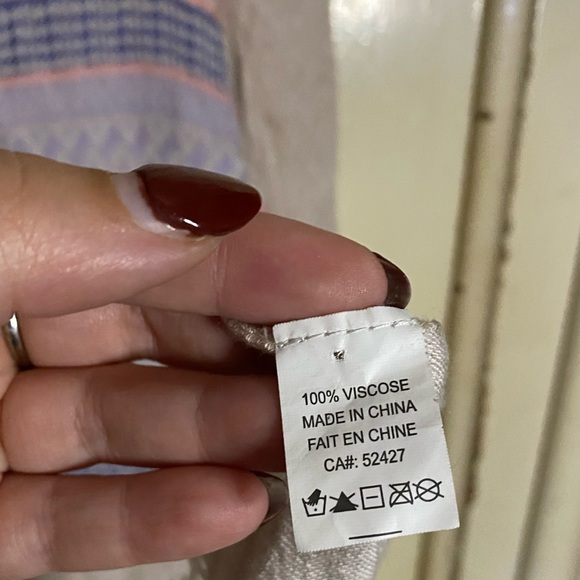 100% VISCOSE
MADE IN CHINA
FAIT EN CHINE
CA#: 52427